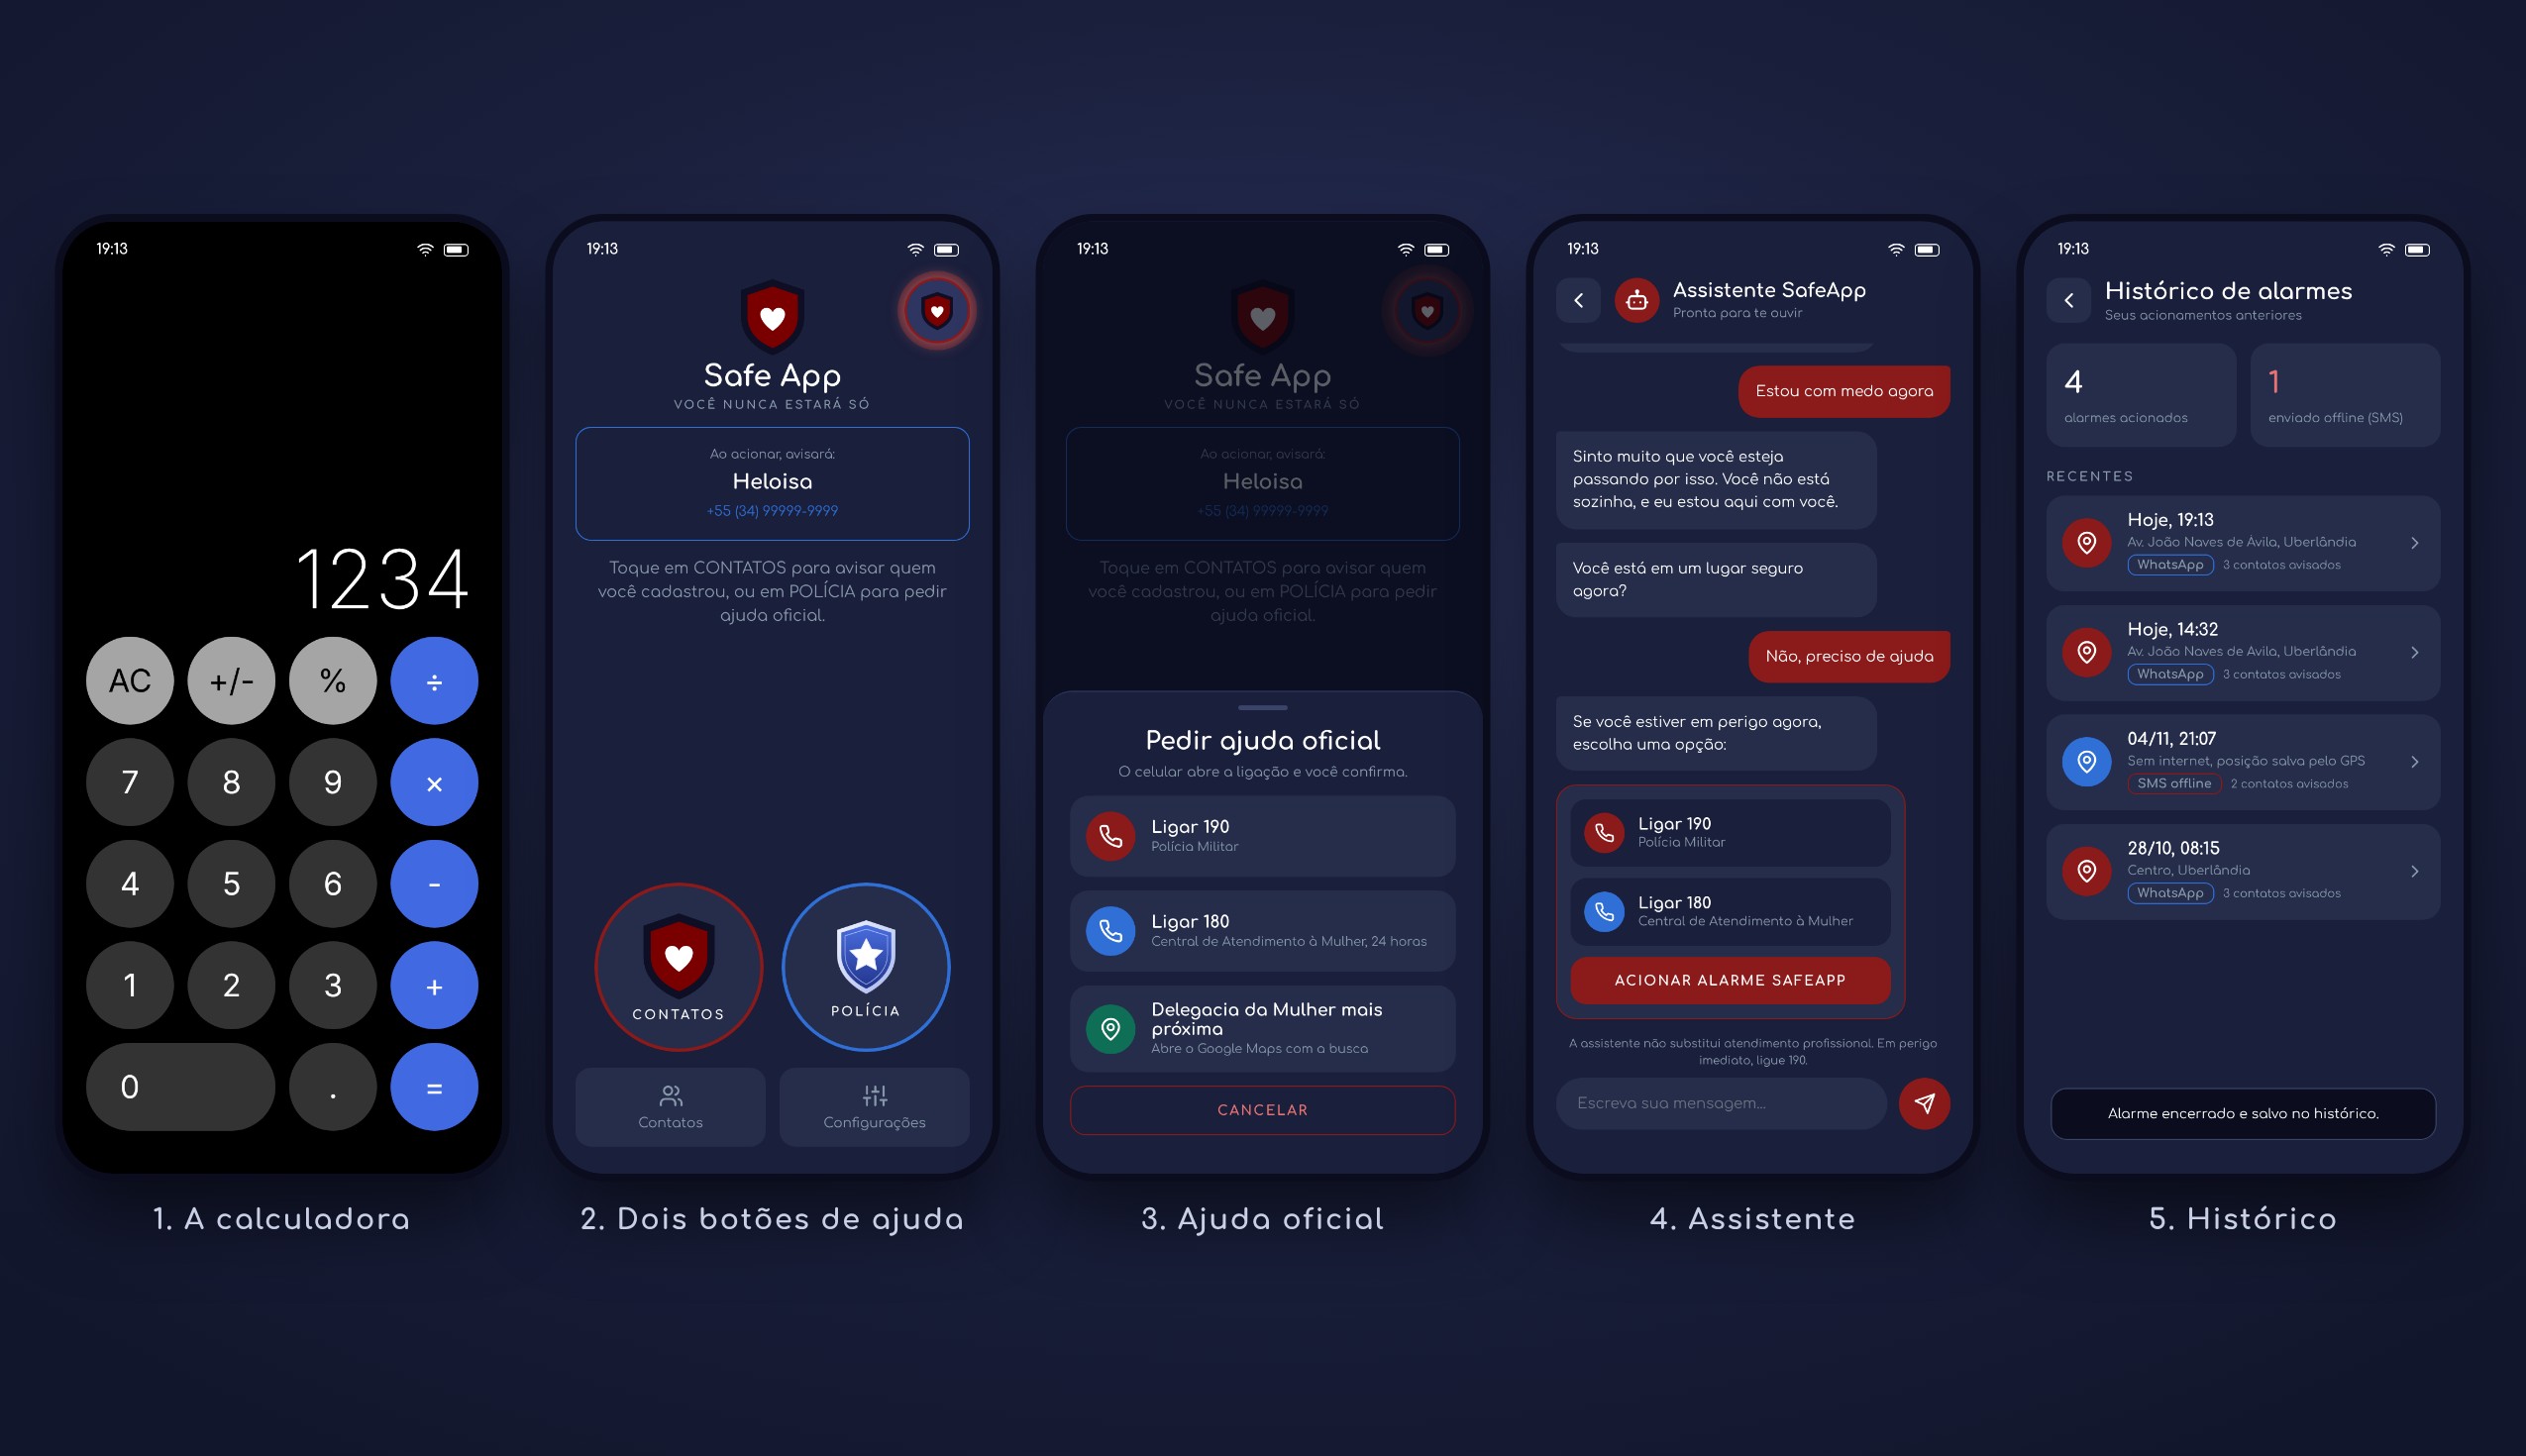 19:13
1234
AC +/- % ÷
7 8 9 ×
4 5 6 -
1 2 3 +
0 . =
1. A calculadora
19:13
Safe App
VOCÊ NUNCA ESTARÁ SÓ
Ao acionar, avisará:
Heloisa
+55 (34) 99999-9999
Toque em CONTATOS para avisar quem
você cadastrou, ou em POLÍCIA para pedir
ajuda oficial.
CONTATOS
POLÍCIA
Contatos
Configurações
2. Dois botões de ajuda
19:13
Safe App
VOCÊ NUNCA ESTARÁ SÓ
Ao acionar, avisará:
Heloisa
+55 (34) 99999-9999
Toque em CONTATOS para avisar quem
você cadastrou, ou em POLÍCIA para pedir
ajuda oficial.
Pedir ajuda oficial
O celular abre a ligação e você confirma.
Ligar 190
Polícia Militar
Ligar 180
Central de Atendimento à Mulher, 24 horas
Delegacia da Mulher mais
próxima
Abre o Google Maps com a busca
CANCELAR
3. Ajuda oficial
19:13
Assistente SafeApp
Pronta para te ouvir
Estou com medo agora
Sinto muito que você esteja
passando por isso. Você não está
sozinha, e eu estou aqui com você.
Você está em um lugar seguro
agora?
Não, preciso de ajuda
Se você estiver em perigo agora,
escolha uma opção:
Ligar 190
Polícia Militar
Ligar 180
Central de Atendimento à Mulher
ACIONAR ALARME SAFEAPP
A assistente não substitui atendimento profissional. Em perigo
imediato, ligue 190.
Escreva sua mensagem...
4. Assistente
19:13
Histórico de alarmes
Seus acionamentos anteriores
4
alarmes acionados
1
enviado offline (SMS)
RECENTES
Hoje, 19:13
Av. João Naves de Ávila, Uberlândia
WhatsApp 3 contatos avisados
Hoje, 14:32
Av. João Naves de Ávila, Uberlândia
WhatsApp 3 contatos avisados
04/11, 21:07
Sem internet, posição salva pelo GPS
SMS offline 2 contatos avisados
28/10, 08:15
Centro, Uberlândia
WhatsApp 3 contatos avisados
Alarme encerrado e salvo no histórico.
5. Histórico